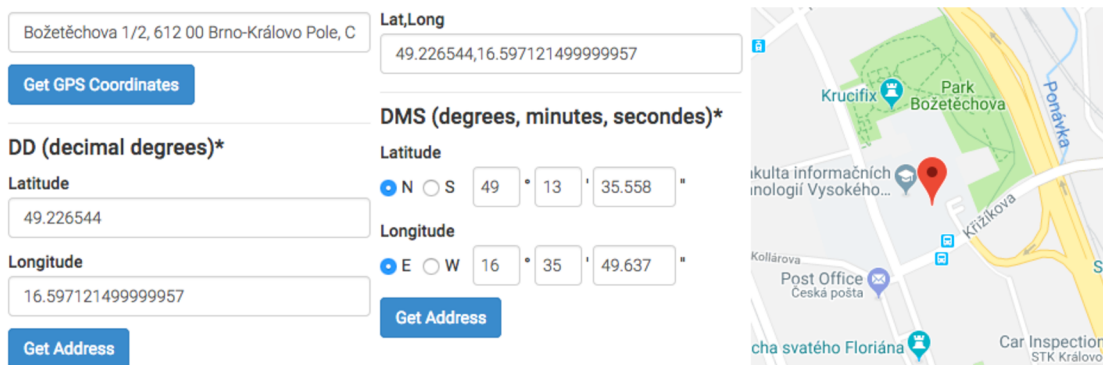 Božetěchova 1/2, 612 00 Brno-Královo Pole, C
Get GPS Coordinates
DD (decimal degrees)*
Latitude
49.226544
Longitude
16.597121499999957
Get Address
Lat,Long
49.226544,16.597121499999957
DMS (degrees, minutes, secondes)*
Latitude
N S 49 ° 13 ' 35.558 "
Longitude
E W 16 ° 35 ' 49.637 "
Get Address
Krucifix
Park
Božetěchova
Ponávka
akulta informačních
nologií Vysokého...
Křižíkova
Kollárova
Post Office
Česká pošta
S
cha svatého Floriána
Car Inspection
STK Královo